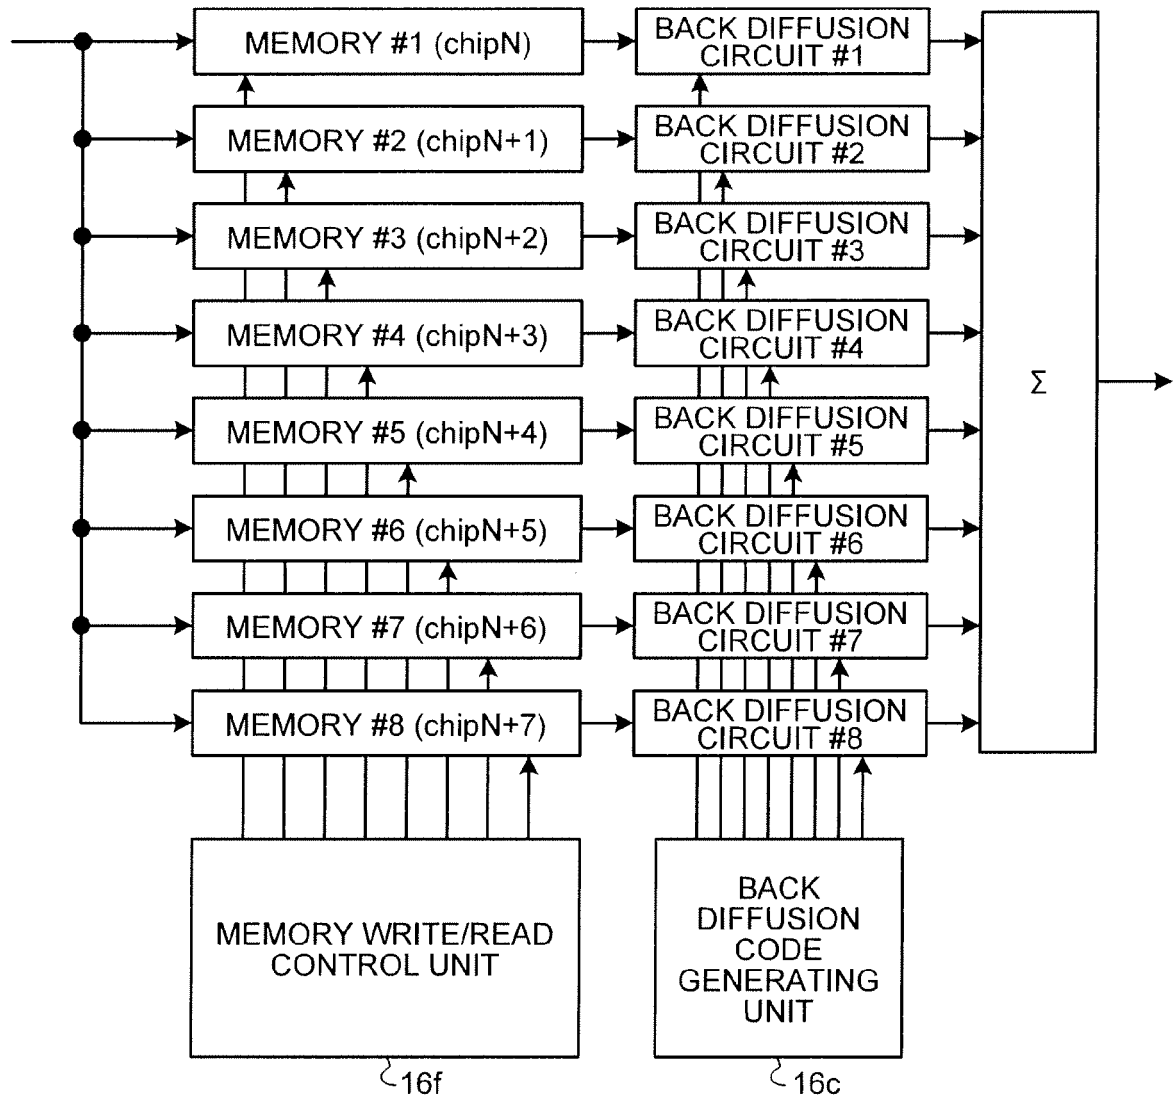 MEMORY #1 (chipN)
BACK DIFFUSION
CIRCUIT #1
MEMORY #2 (chipN+1)
BACK DIFFUSION
CIRCUIT #2
MEMORY #3 (chipN+2)
BACK DIFFUSION
CIRCUIT #3
MEMORY #4 (chipN+3)
BACK DIFFUSION
CIRCUIT #4
MEMORY #5 (chipN+4)
BACK DIFFUSION
CIRCUIT #5
MEMORY #6 (chipN+5)
BACK DIFFUSION
CIRCUIT #6
MEMORY #7 (chipN+6)
BACK DIFFUSION
CIRCUIT #7
MEMORY #8 (chipN+7)
BACK DIFFUSION
CIRCUIT #8
Σ
MEMORY WRITE/READ
CONTROL UNIT
BACK
DIFFUSION
CODE
GENERATING
UNIT
16f
16c